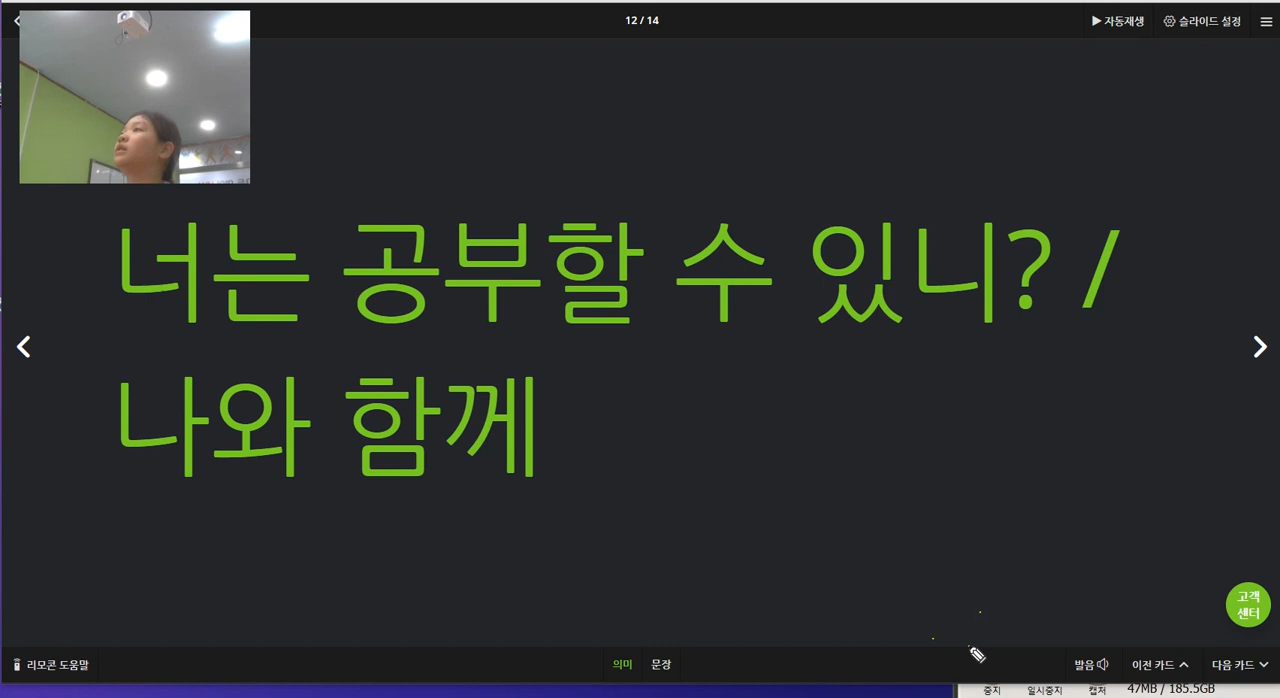 12 / 14
자동재생
슬라이드 설정
너는 공부할 수 있니? /
나와 함께
고객
센터
리모콘 도움말
의미
문장
발음
이전 카드
다음 카드
중지
일시중지
캡처
47MB / 185.5GB